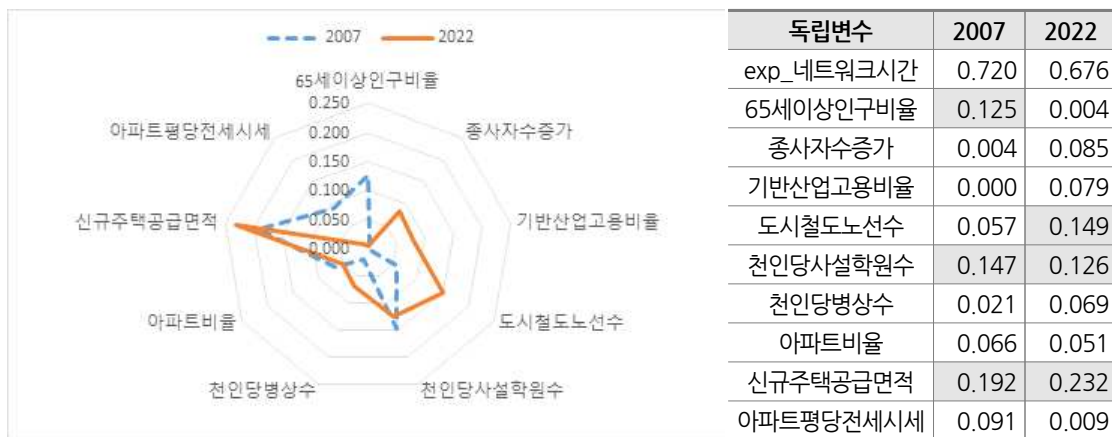 2007 2022
65세이상인구비율
종사자수증가
기반산업고용비율
도시철도노선수
천인당사설학원수
천인당병상수
아파트비율
신규주택공급면적
아파트평당전세시세
0.250
0.200
0.150
0.100
0.050
0.000
독립변수 2007 2022
exp_네트워크시간 0.720 0.676
65세이상인구비율 0.125 0.004
종사자수증가 0.004 0.085
기반산업고용비율 0.000 0.079
도시철도노선수 0.057 0.149
천인당사설학원수 0.147 0.126
천인당병상수 0.021 0.069
아파트비율 0.066 0.051
신규주택공급면적 0.192 0.232
아파트평당전세시세 0.091 0.009